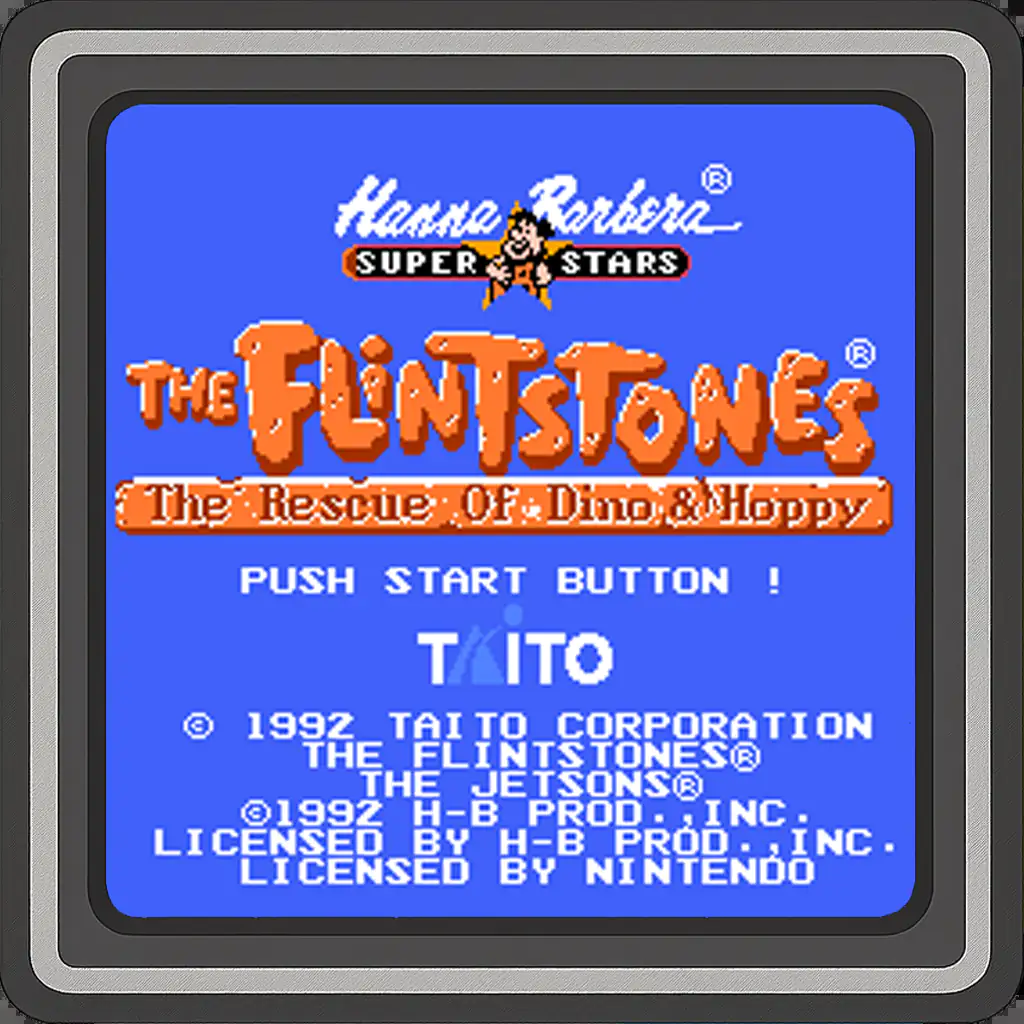 Hanna Barbera®
SUPER STARS
THE FLINTSTONES®
The Rescue Of Dino & Hoppy
PUSH START BUTTON !
TAITO
© 1992 TAITO CORPORATION
THE FLINTSTONES®
THE JETSONS®
©1992 H-B PROD.,INC.
LICENSED BY H-B PROD.,INC.
LICENSED BY NINTENDO